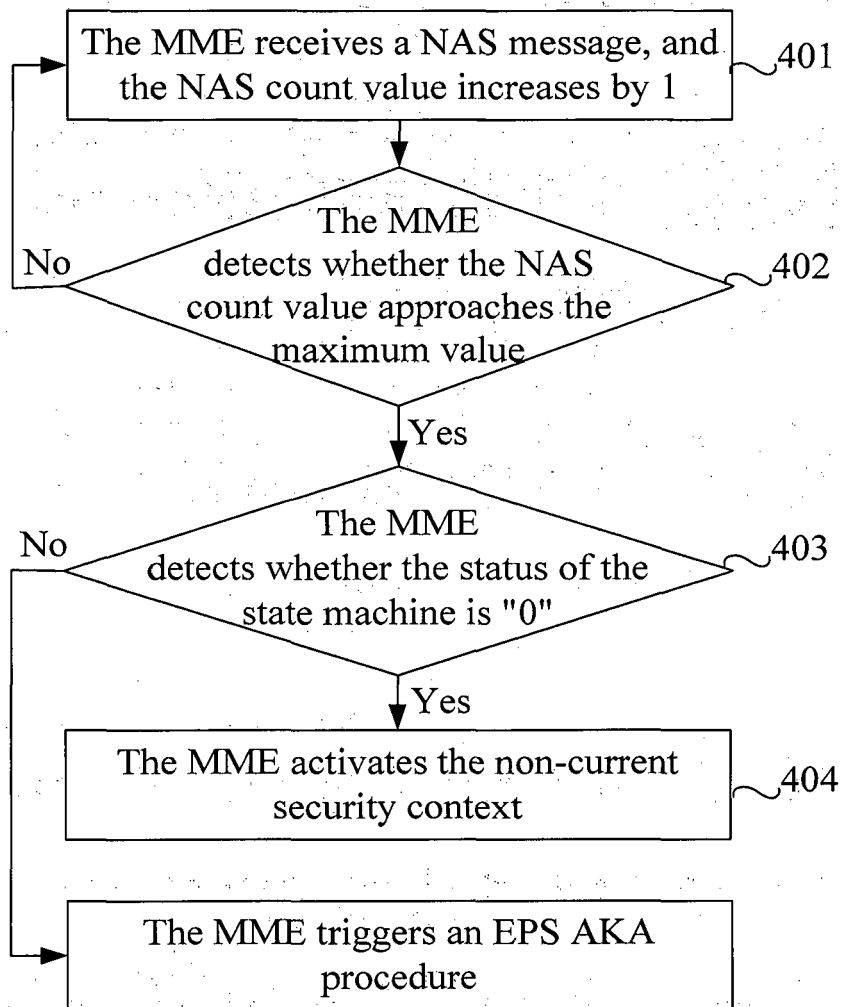 The MME receives a NAS message, and
the NAS count value increases by 1
401
The MME
detects whether the NAS
count value approaches the
maximum value
402
No
Yes
The MME
detects whether the status of the
state machine is "0"
403
No
Yes
The MME activates the non-current
security context
404
The MME triggers an EPS AKA
procedure